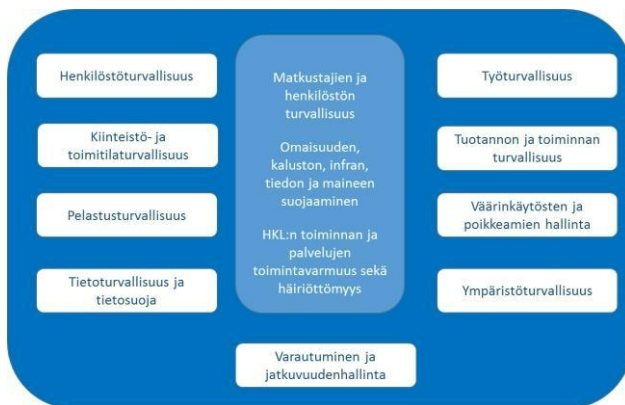 Henkilöstöturvallisuus
Kiinteistö- ja
toimitilaturvallisuus
Pelastusturvallisuus
Tietoturvallisuus ja
tietosuoja
Matkustajien ja
henkilöstön
turvallisuus
Omaisuuden,
kaluston, infran,
tiedon ja maineen
suojaaminen
HKL:n toiminnan ja
palvelujen
toimintavarmuus sekä
häiriöttömyys
Työturvallisuus
Tuotannon ja toiminnan
turvallisuus
Väärinkäytösten ja
poikkeamien hallinta
Ympäristöturvallisuus
Varautuminen ja
jatkuvuudenhallinta